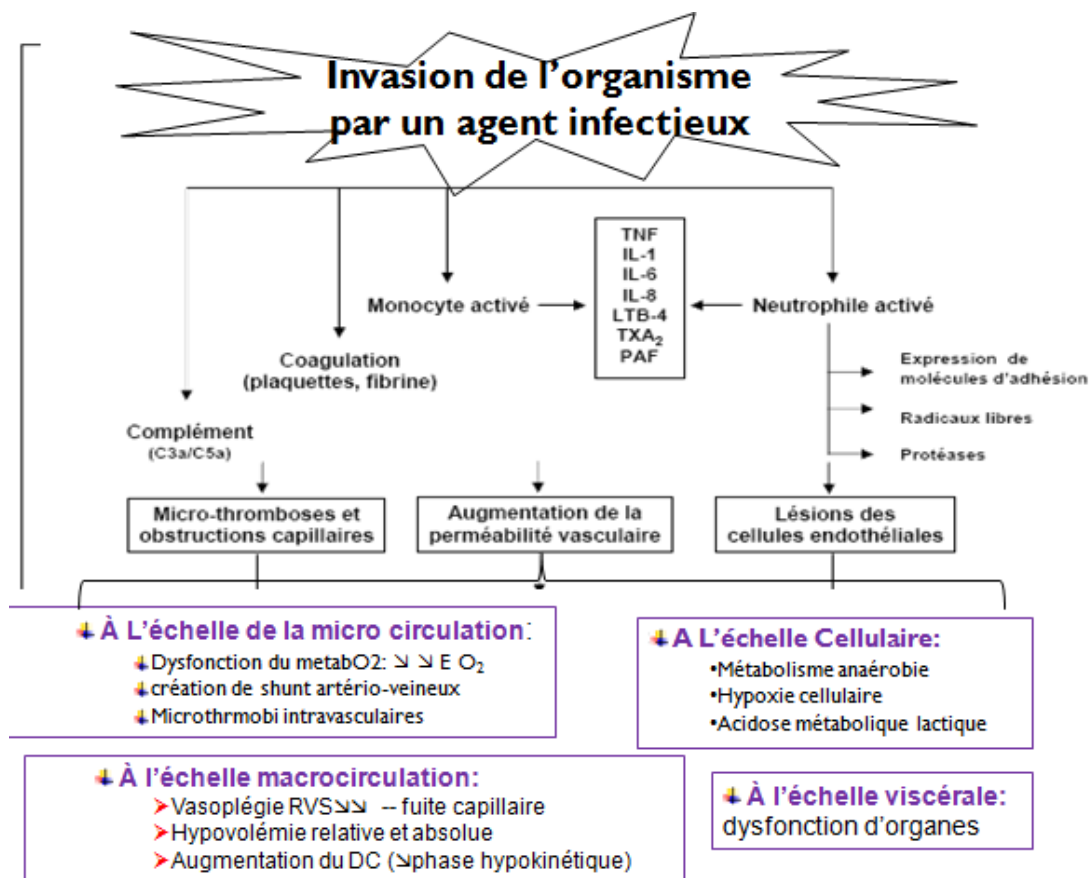 Invasion de l'organisme
par un agent infectieux
TNF
IL-1
IL-6
IL-8
LTB-4
TXA₂
PAF
Monocyte activé
Neutrophile activé
Coagulation
(plaquettes, fibrine)
Expression de
molécules d'adhésion
Radicaux libres
Protéases
Complément
(C3a/C5a)
Micro-thromboses et
obstructions capillaires
Augmentation de la
perméabilité vasculaire
Lésions des
cellules endothéliales
À L'échelle de la micro circulation:
Dysfonction du metabO2: ↘ ↘ E O₂
création de shunt artério-veineux
Microthrmobi intravasculaires
A L'échelle Cellulaire:
•Métabolisme anaérobie
•Hypoxie cellulaire
•Acidose métabolique lactique
À l'échelle macrocirculation:
Vasoplégie RVS↘↘ -- fuite capillaire
Hypovolémie relative et absolue
Augmentation du DC (↘phase hypokinétique)
À l'échelle viscérale:
dysfonction d'organes